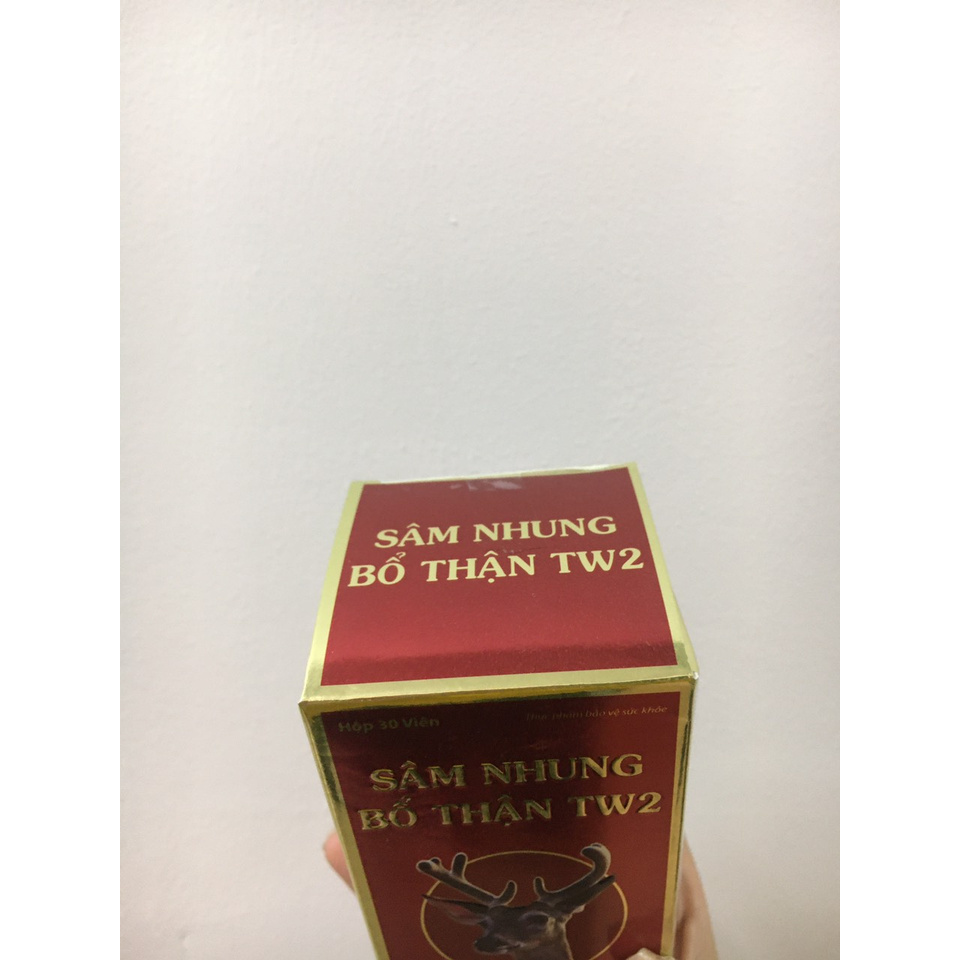 SÂM NHUNG
BỔ THẬN TW2
Hộp 30 Viên
Thực phẩm bảo vệ sức khỏe
SÂM NHUNG
BỔ THẬN TW2